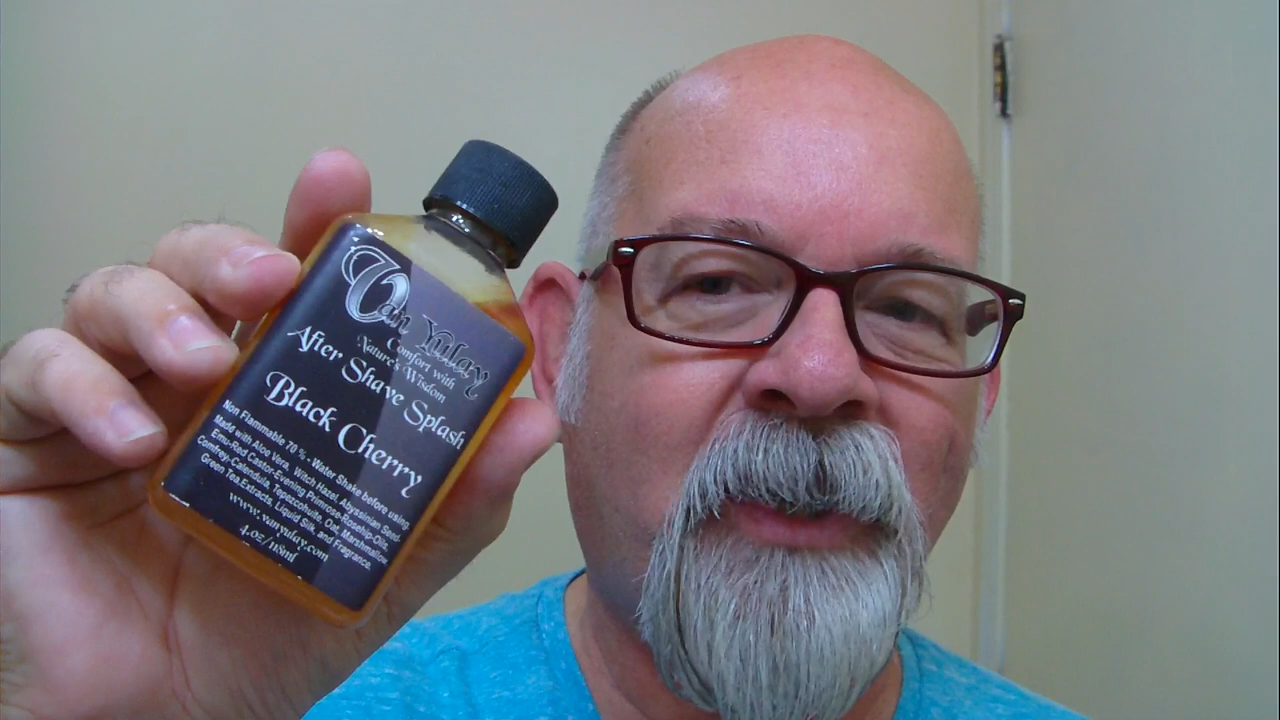 Van Yulay
Comfort with
Nature's Wisdom
After Shave Splash
Black Cherry
Non Flammable 70 % - Water Shake before using.
Made with Aloe Vera, Witch Hazel, Abyssinian Seed-
Emu-Red Castor-Evening Primrose-Rosehip-Oils,
Comfrey-Calendula, Tepezcohuite, Oat, Marshmallow,
Green Tea,Extracts, Liquid Silk, and Fragrance.
www.vanyulay.com
4.oz/118ml